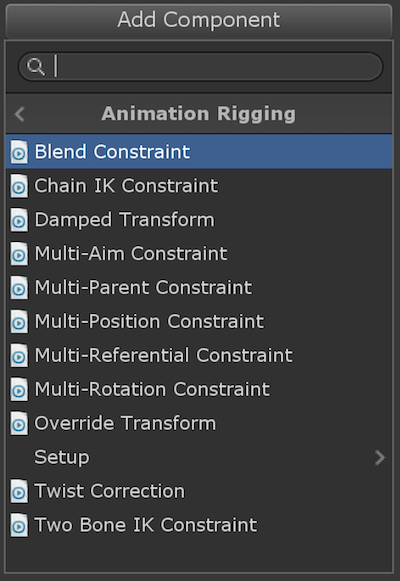 Add Component
Animation Rigging
Blend Constraint
Chain IK Constraint
Damped Transform
Multi-Aim Constraint
Multi-Parent Constraint
Multi-Position Constraint
Multi-Referential Constraint
Multi-Rotation Constraint
Override Transform
Setup
Twist Correction
Two Bone IK Constraint